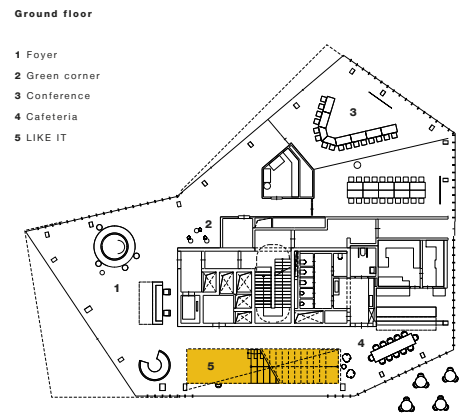 Ground floor
1 Foyer
2 Green corner
3 Conference
4 Cafeteria
5 LIKE IT
3
2
1
4
5